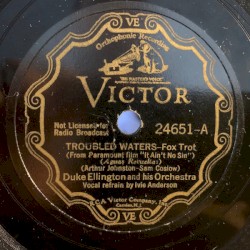 VE
Orthophonic Recording
"HIS MASTER'S VOICE"
VICTOR
Not Licensed for
Radio Broadcast
24651-A
TROUBLED WATERS-Fox Trot
(From Paramount film "It Ain't No Sin")
(Aguas Revueltas)
(Arthur Johnston-Sam Coslow)
Duke Ellington and his Orchestra
Vocal refrain by Ivie Anderson
R.C.A. Victor Company, Inc.
Camden, N.J.
VE